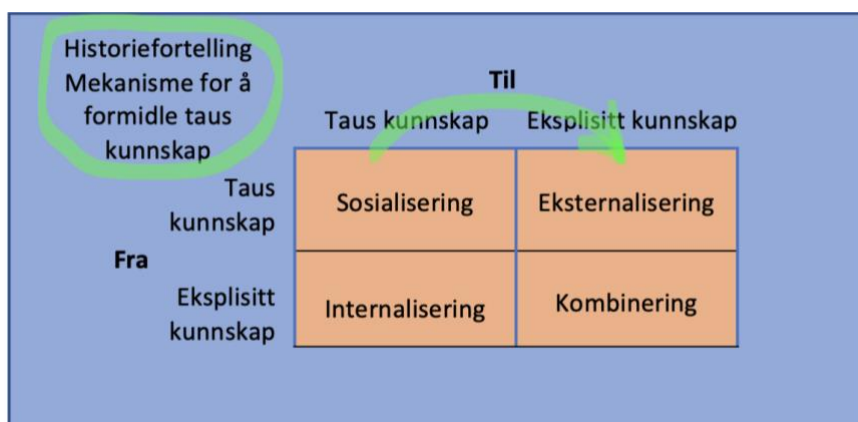 Historiefortelling
Mekanisme for å
formidle taus
kunnskap
Til
Taus kunnskap Eksplisitt kunnskap
Taus
kunnskap
Sosialisering Eksternalisering
Fra
Eksplisitt
kunnskap
Internalisering Kombinering